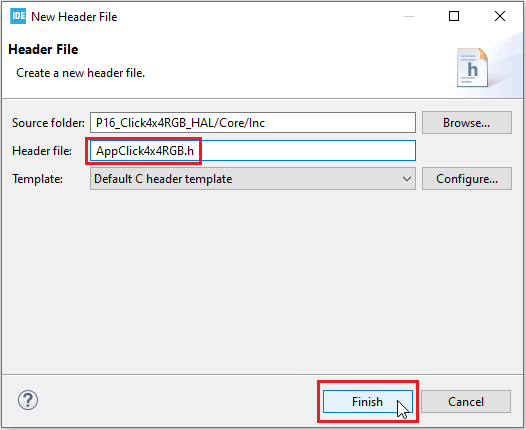 IDE New Header File
Header File
Create a new header file.
h
Source folder: P16_Click4x4RGB_HAL/Core/Inc Browse...
Header file: AppClick4x4RGB.h
Template: Default C header template Configure...
? Finish Cancel